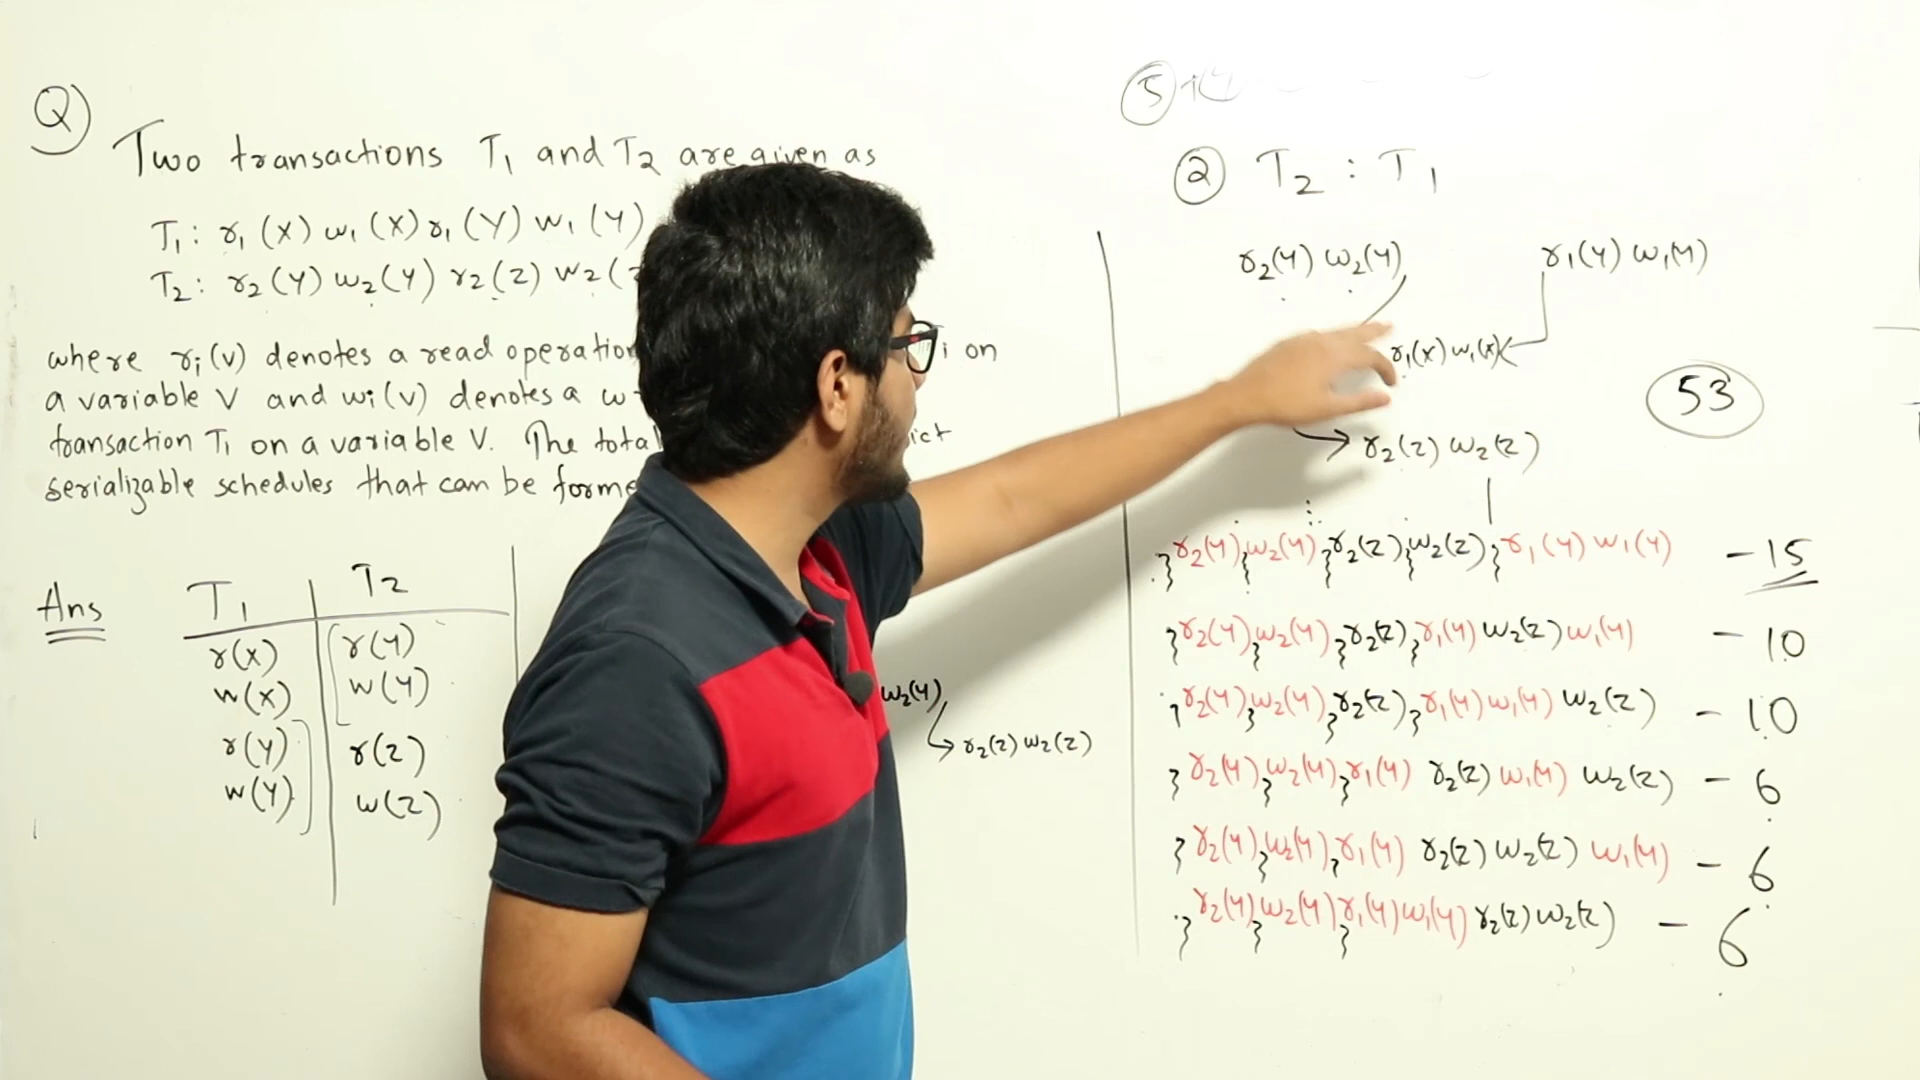 Q)
Two transactions T1 and T2 are given as
T1: r1(X) w1(X) r1(Y) w1(Y)
T2: r2(Y) w2(Y) r2(Z) w2(
where ri(v) denotes a read operation i on
a variable V and wi(v) denotes a w
transaction Ti on a variable V. The total ict
serializable schedules that can be forme
Ans
T1 T2
r(X) r(Y)
w(X) w(Y)
r(Y) r(Z)
w(Y) w(Z)
w2(Y)
r2(Z) w2(Z)
5
2 T2 : T1
r2(Y) w2(Y) r1(Y) w1(Y)
r1(X) w1(X)
53
r2(Z) w2(Z)
r2(Y) w2(Y) r2(Z) w2(Z) r1(Y) w1(Y) - 15
r2(Y) w2(Y) r2(Z) r1(Y) w2(Z) w1(Y) - 10
r2(Y) w2(Y) r2(Z) r1(Y) w1(Y) w2(Z) - 10
r2(Y) w2(Y) r1(Y) r2(Z) w1(Y) w2(Z) - 6
r2(Y) w2(Y) r1(Y) r2(Z) w2(Z) w1(Y) - 6
r2(Y) w2(Y) r1(Y) w1(Y) r2(Z) w2(Z) - 6